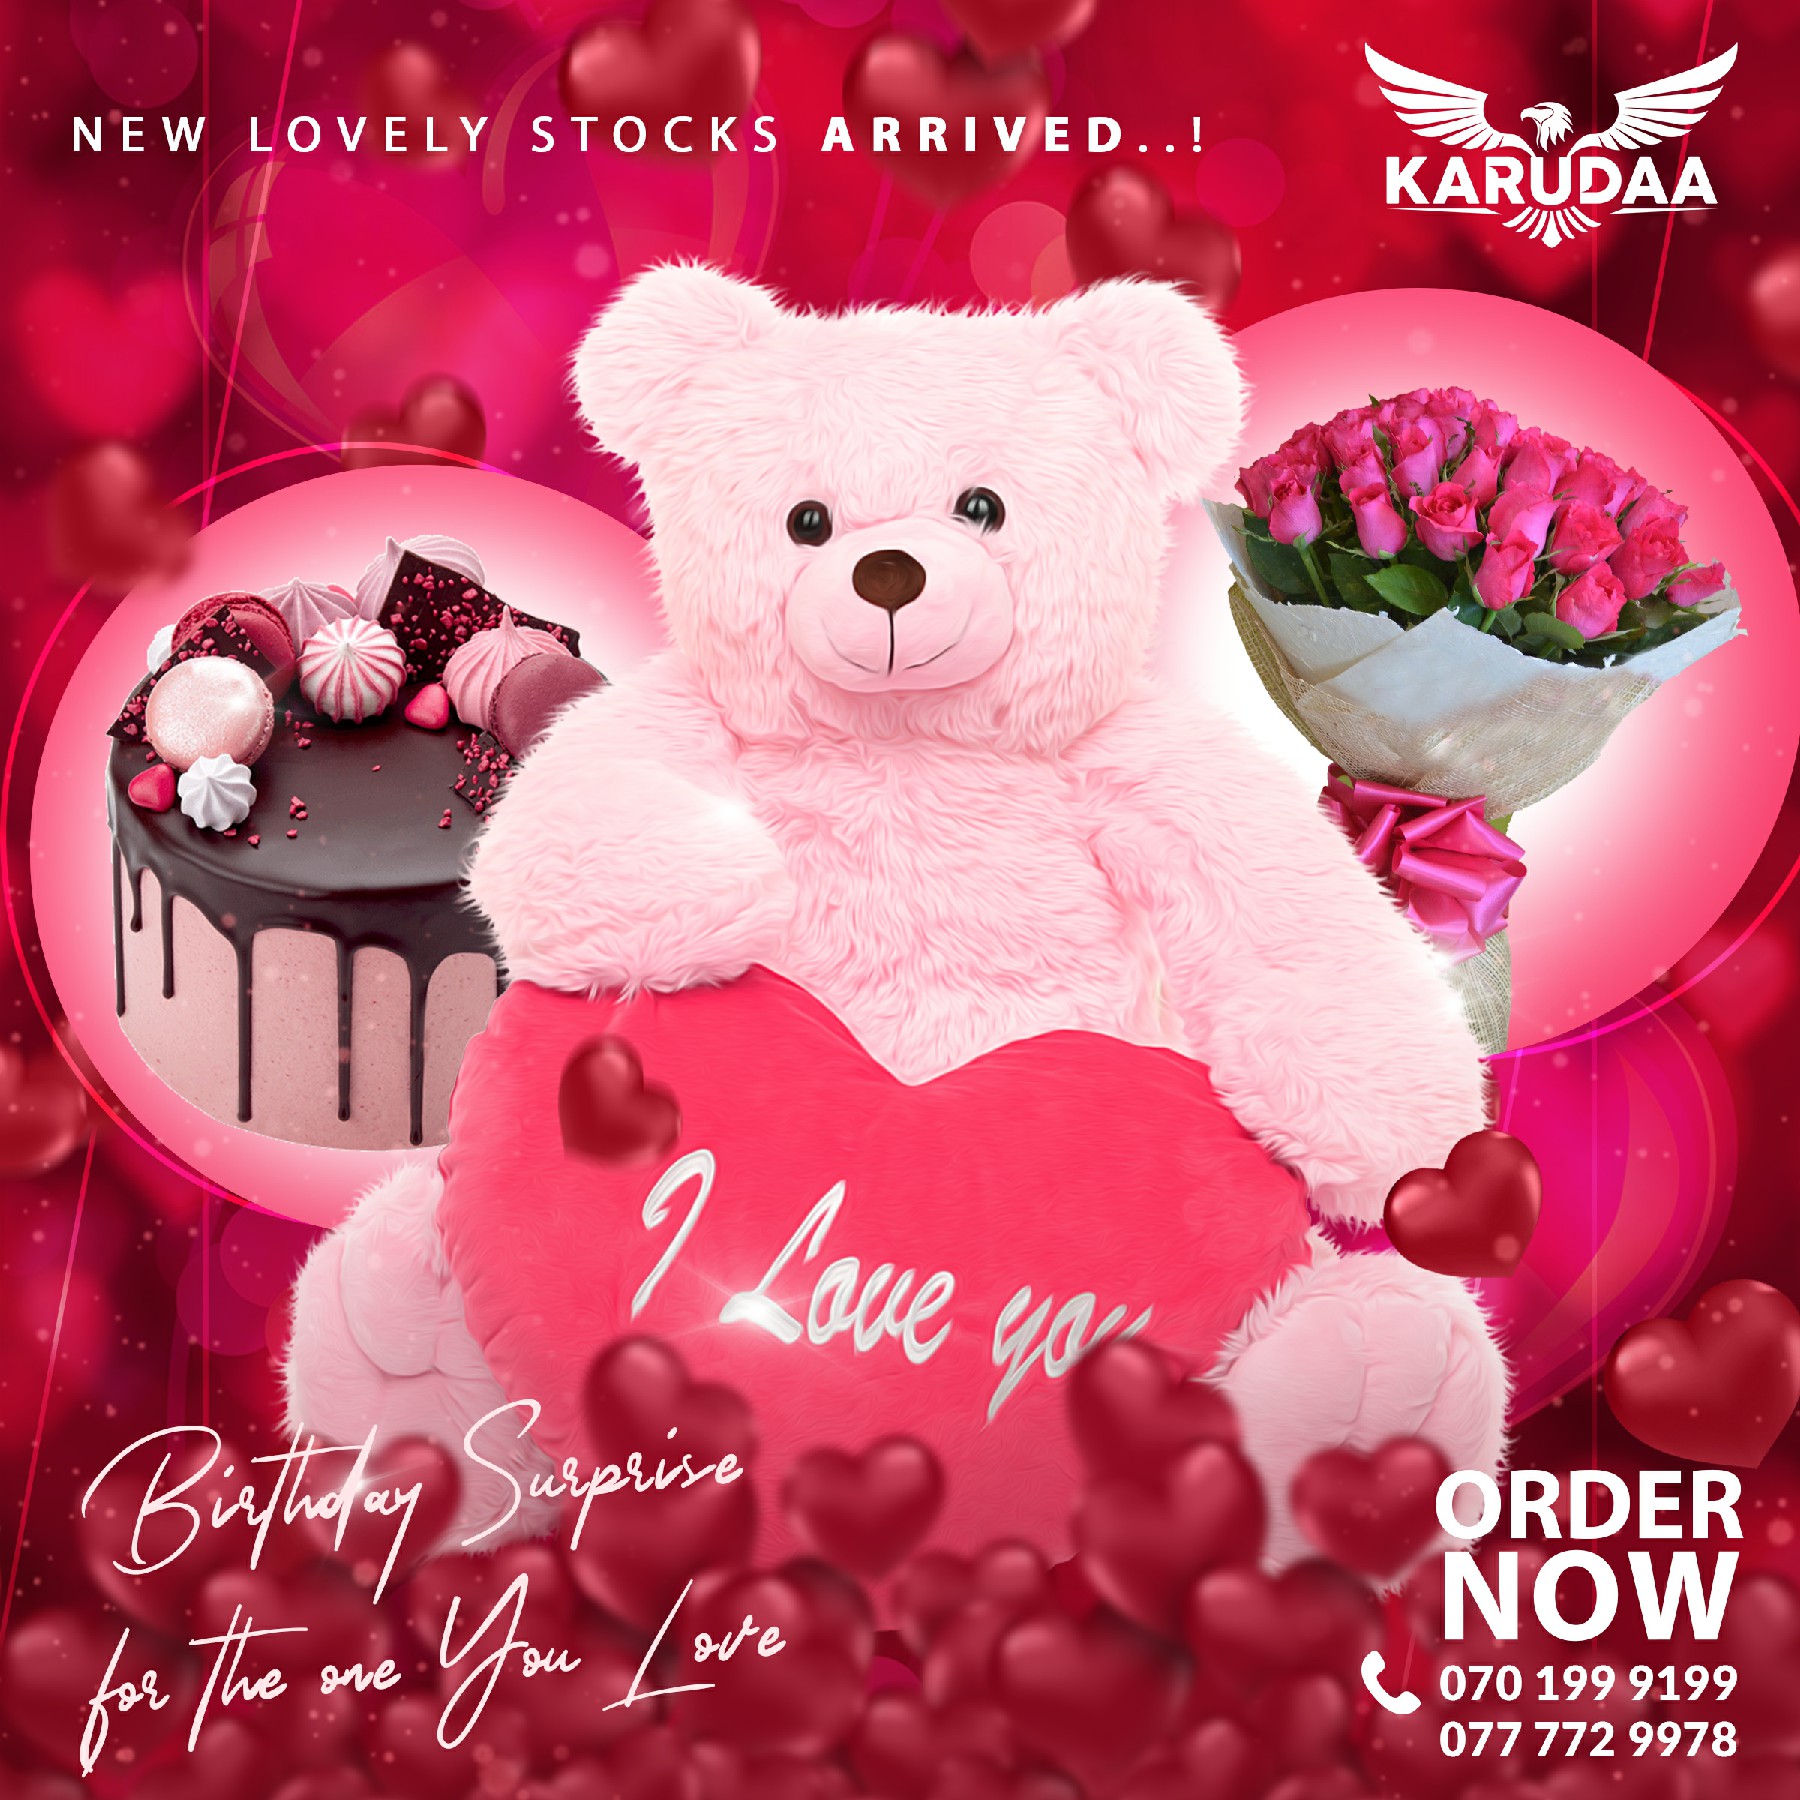 NEW LOVELY STOCKS ARRIVED..!
KARUDAA
I Love you
Birthday Surprise
for the one You Love
ORDER
NOW
070 199 9199
077 772 9978